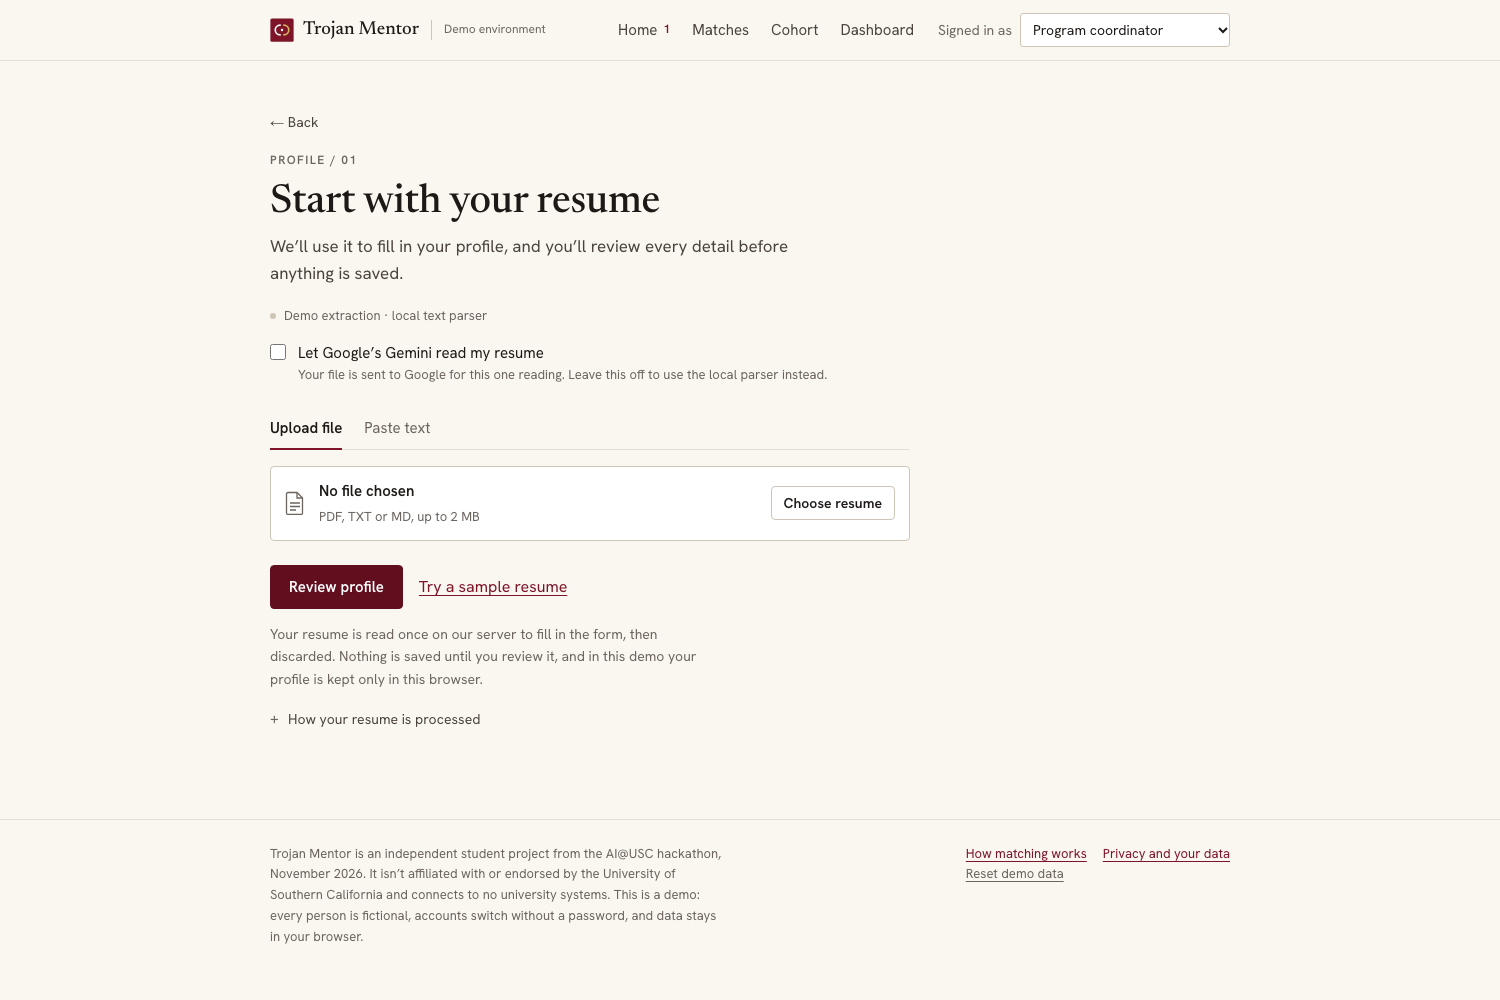 Trojan Mentor
Demo environment
Home 1
Matches
Cohort
Dashboard
Signed in as
Program coordinator
← Back
PROFILE / 01
Start with your resume
We’ll use it to fill in your profile, and you’ll review every detail before
anything is saved.
Demo extraction · local text parser
Let Google’s Gemini read my resume
Your file is sent to Google for this one reading. Leave this off to use the local parser instead.
Upload file
Paste text
No file chosen
PDF, TXT or MD, up to 2 MB
Choose resume
Review profile
Try a sample resume
Your resume is read once on our server to fill in the form, then
discarded. Nothing is saved until you review it, and in this demo your
profile is kept only in this browser.
+ How your resume is processed
Trojan Mentor is an independent student project from the AI@USC hackathon,
November 2026. It isn’t affiliated with or endorsed by the University of
Southern California and connects to no university systems. This is a demo:
every person is fictional, accounts switch without a password, and data stays
in your browser.
How matching works
Privacy and your data
Reset demo data